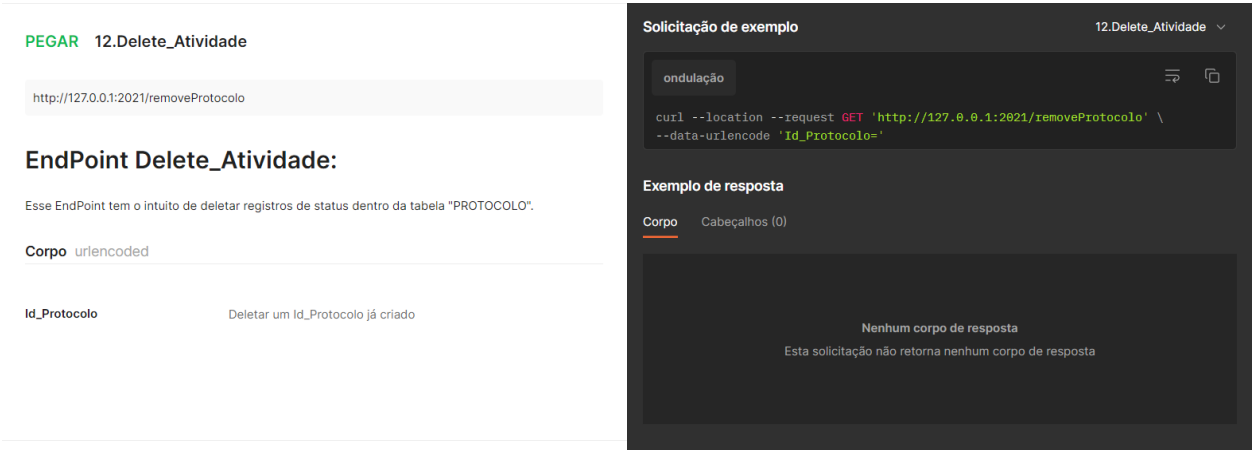 PEGAR 12.Delete_Atividade
http://127.0.0.1:2021/removeProtocolo
EndPoint Delete_Atividade:
Esse EndPoint tem o intuito de deletar registros de status dentro da tabela "PROTOCOLO".
Corpo urlencoded
Id_Protocolo Deletar um Id_Protocolo já criado
Solicitação de exemplo 12.Delete_Atividade
ondulação
curl --location --request GET 'http://127.0.0.1:2021/removeProtocolo' \
--data-urlencode 'Id_Protocolo='
Exemplo de resposta
Corpo Cabeçalhos (0)
Nenhum corpo de resposta
Esta solicitação não retorna nenhum corpo de resposta